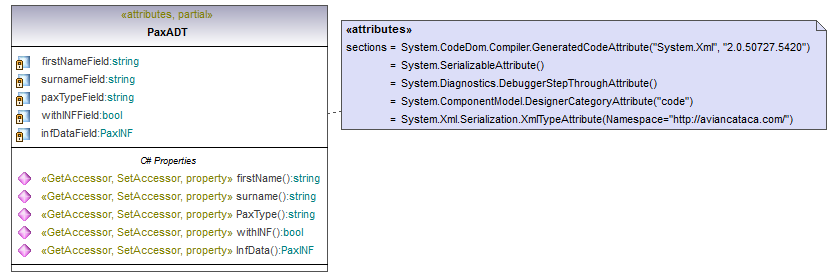 «attributes, partial»
PaxADT
firstNameField:string
surnameField:string
paxTypeField:string
withINFField:bool
infDataField:PaxINF
C# Properties
«GetAccessor, SetAccessor, property» firstName():string
«GetAccessor, SetAccessor, property» surname():string
«GetAccessor, SetAccessor, property» PaxType():string
«GetAccessor, SetAccessor, property» withINF():bool
«GetAccessor, SetAccessor, property» InfData():PaxINF
«attributes»
sections = System.CodeDom.Compiler.GeneratedCodeAttribute("System.Xml", "2.0.50727.5420")
= System.SerializableAttribute()
= System.Diagnostics.DebuggerStepThroughAttribute()
= System.ComponentModel.DesignerCategoryAttribute("code")
= System.Xml.Serialization.XmlTypeAttribute(Namespace="http://aviancataca.com/")